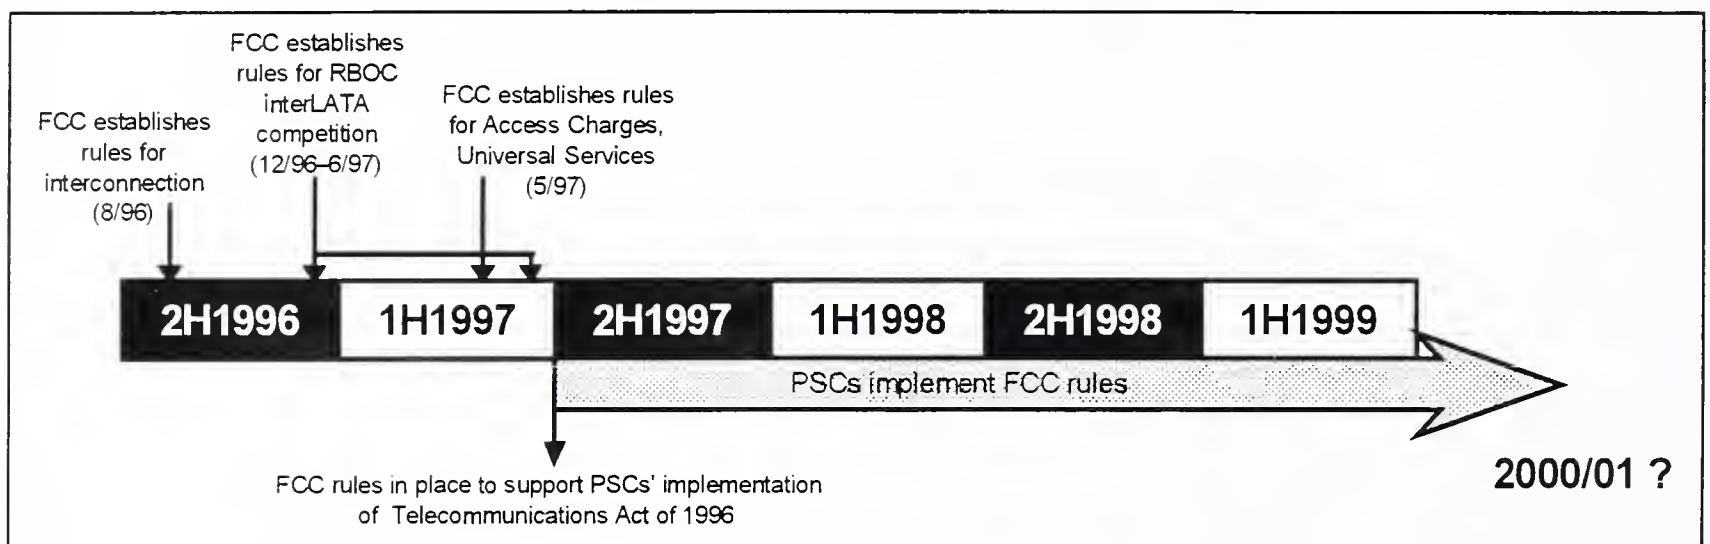 FCC establishes
rules for
interconnection
(8/96)
FCC establishes
rules for RBOC
interLATA
competition
(12/96–6/97)
FCC establishes rules
for Access Charges,
Universal Services
(5/97)
2H1996
1H1997
2H1997
1H1998
2H1998
1H1999
PSCs implement FCC rules
FCC rules in place to support PSCs' implementation
of Telecommunications Act of 1996
2000/01 ?